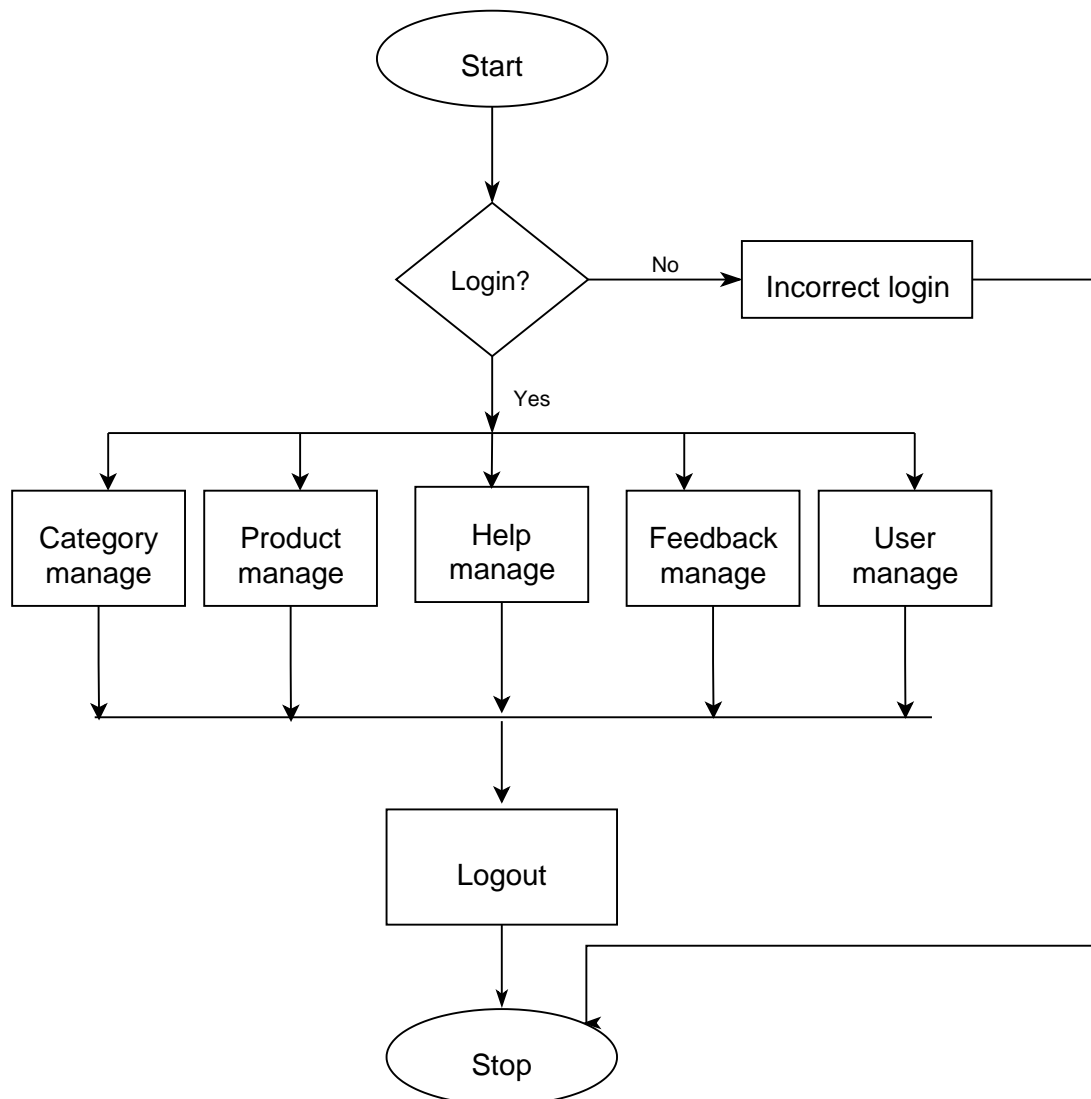 Start
Login?
No
Incorrect login
Yes
Category
manage
Product
manage
Help
manage
Feedback
manage
User
manage
Logout
Stop